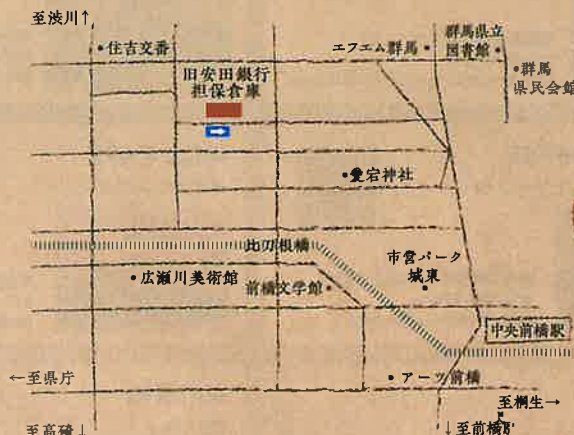 至渋川↑
・住吉交番
エフエム群馬・
群馬県立
図書館・
・群馬
県民会館
旧安田銀行
担保倉庫
・愛宕神社
比刀根橋
市営パーク
城東
・広瀬川美術館
前橋文学館・
中央前橋駅
←至県庁
・アーツ前橋
至桐生→
至高碕↓
↓至前橋駅